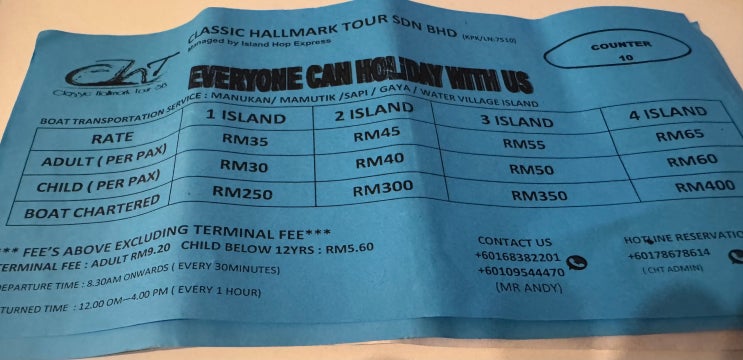 CLASSIC HALLMARK TOUR SDN BHD (KPK/LN:7510)
Managed by Island Hop Express
COUNTER
10
CHT
Classic Hallmark Tour Sdn
EVERYONE CAN HOLIDAY WITH US
BOAT TRANSPORTATION SERVICE : MANUKAN/ MAMUTIK /SAPI / GAYA / WATER VILLAGE ISLAND
RATE 1 ISLAND 2 ISLAND 3 ISLAND 4 ISLAND
ADULT ( PER PAX) RM35 RM45 RM55 RM65
CHILD ( PER PAX) RM30 RM40 RM50 RM60
BOAT CHARTERED RM250 RM300 RM350 RM400
*** FEE'S ABOVE EXCLUDING TERMINAL FEE***
TERMINAL FEE : ADULT RM9.20 CHILD BELOW 12YRS : RM5.60
DEPARTURE TIME : 8.30AM ONWARDS ( EVERY 30MINUTES)
TURNED TIME : 12.00 OM—4.00 PM ( EVERY 1 HOUR)
CONTACT US
+60168382201
+60109544470
(MR ANDY)
HOTLINE RESERVATIO
+60178678614
(CHT ADMIN)